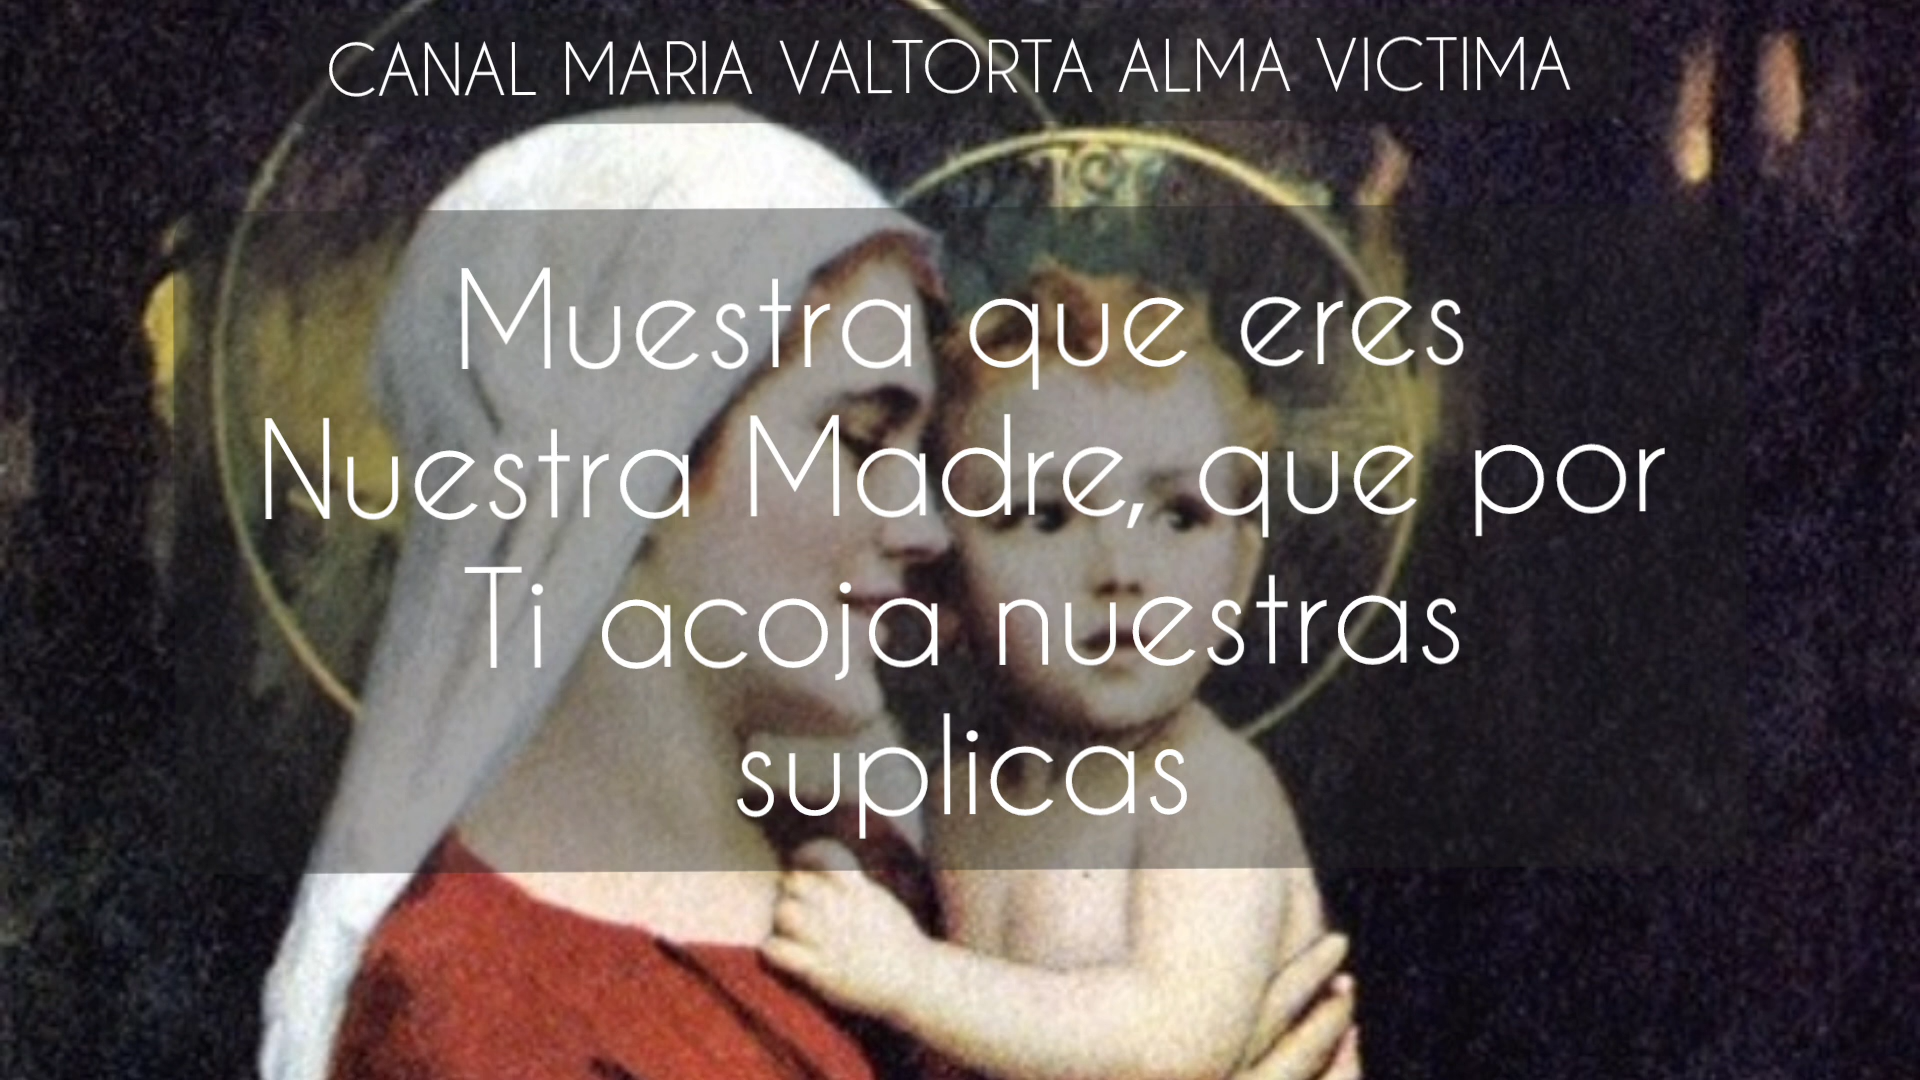 CANAL MARIA VALTORTA ALMA VICTIMA
Muestra que eres
Nuestra Madre, que por
Ti acoja nuestras
suplicas